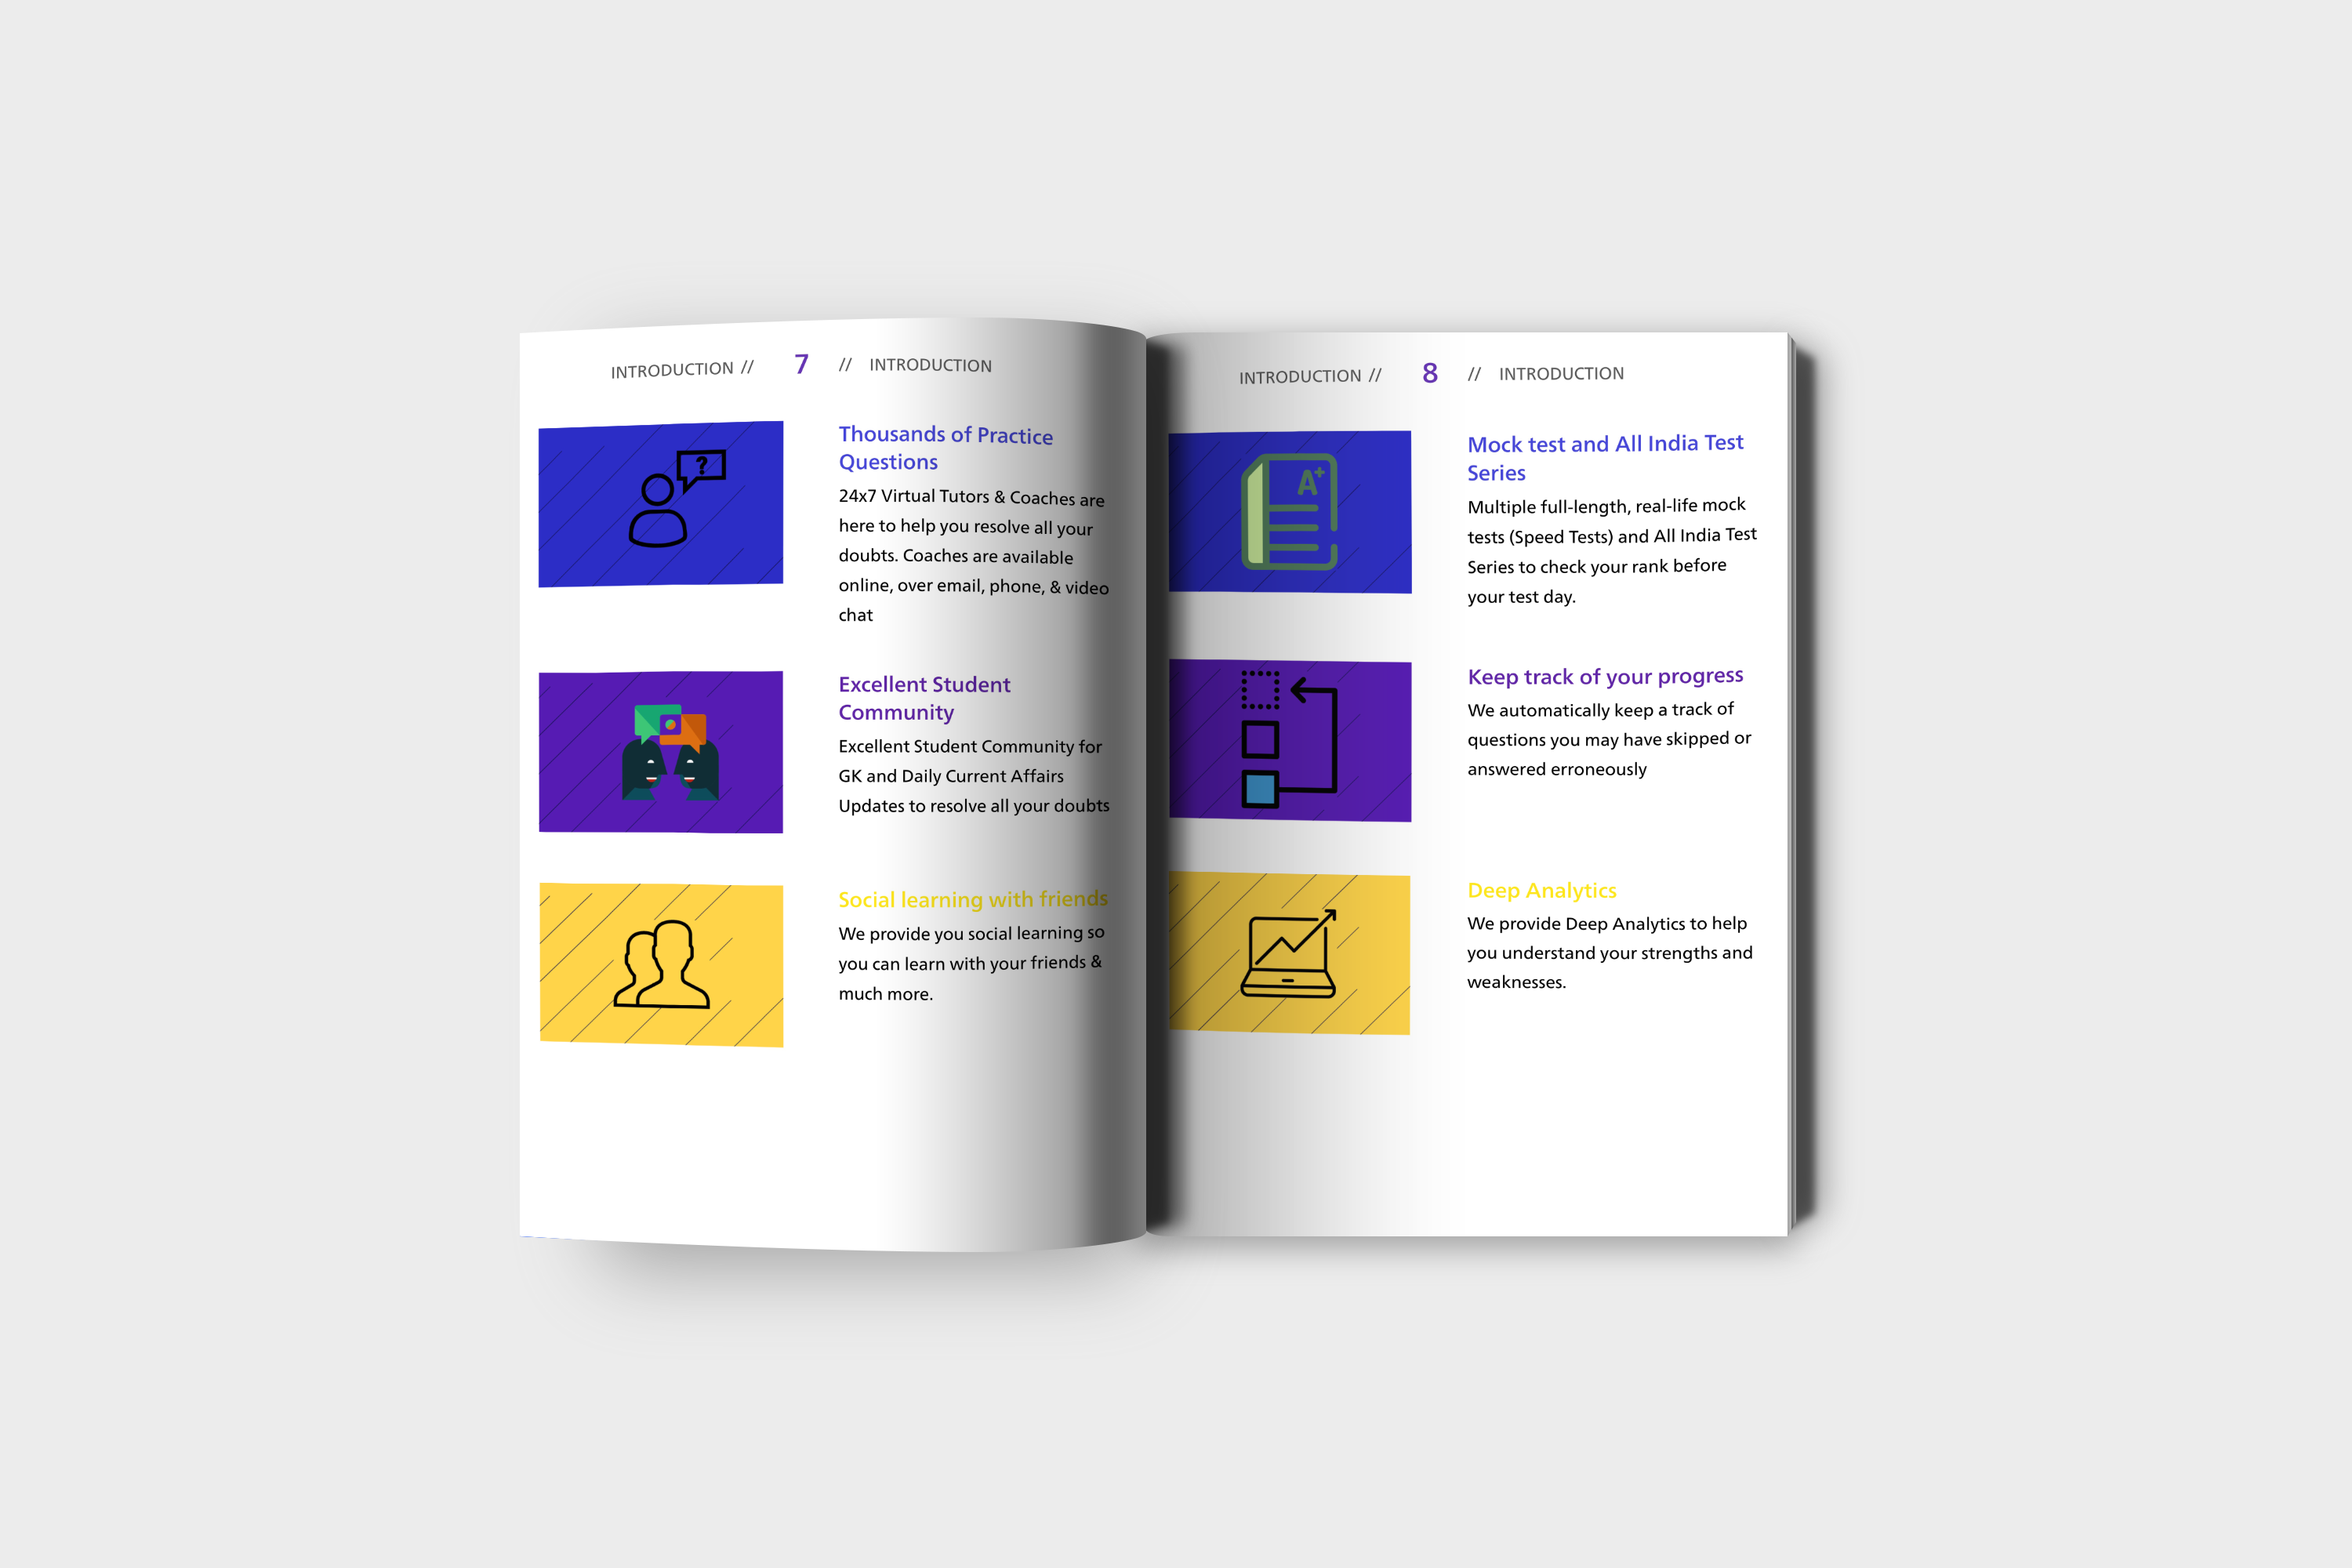 INTRODUCTION // 7 // INTRODUCTION
?
Thousands of Practice
Questions
24x7 Virtual Tutors & Coaches are
here to help you resolve all your
doubts. Coaches are available
online, over email, phone, & video
chat
Excellent Student
Community
Excellent Student Community for
GK and Daily Current Affairs
Updates to resolve all your doubts
Social learning with friends
We provide you social learning so
you can learn with your friends &
much more.
INTRODUCTION // 8 // INTRODUCTION
A+
Mock test and All India Test
Series
Multiple full-length, real-life mock
tests (Speed Tests) and All India Test
Series to check your rank before
your test day.
Keep track of your progress
We automatically keep a track of
questions you may have skipped or
answered erroneously
Deep Analytics
We provide Deep Analytics to help
you understand your strengths and
weaknesses.